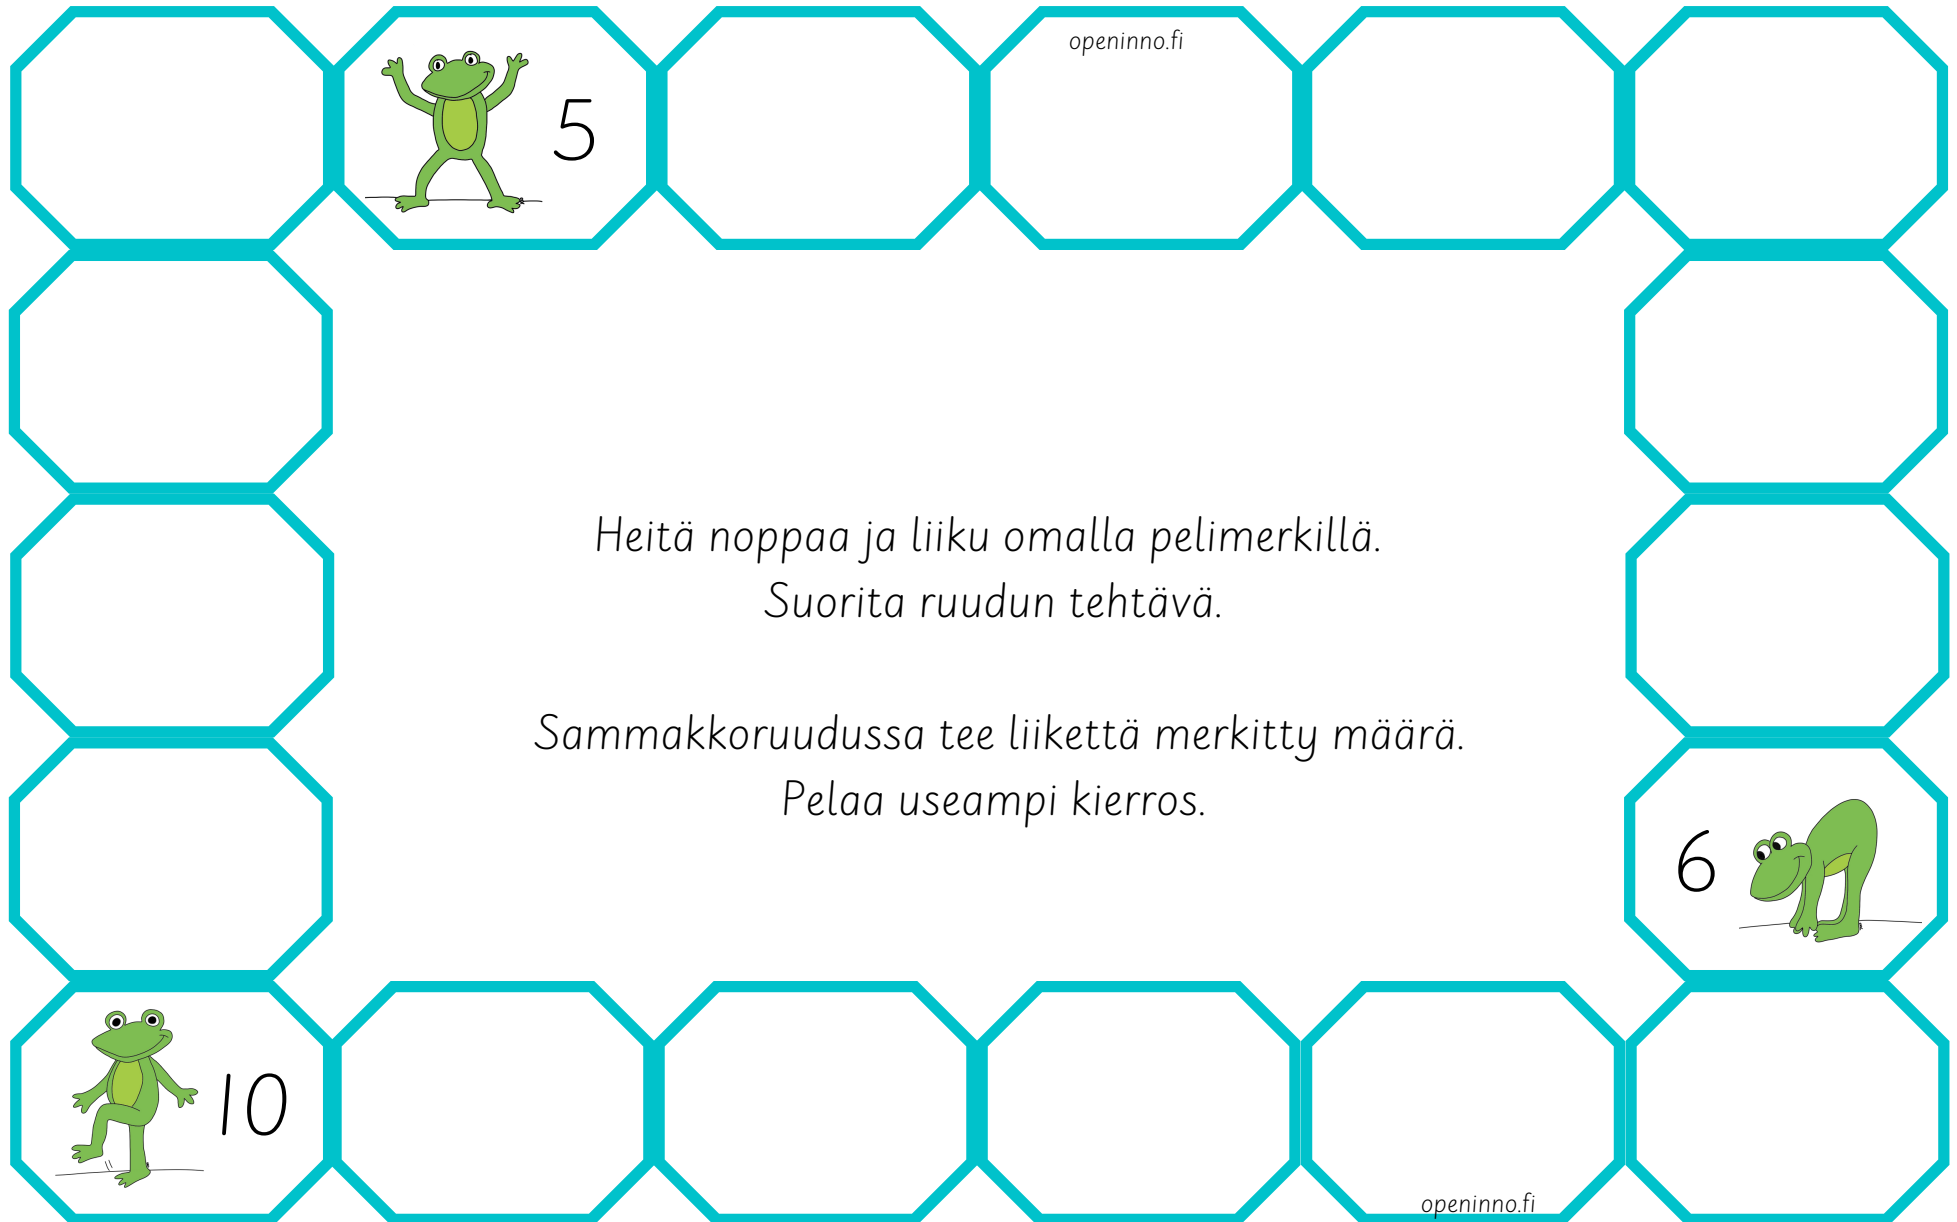 openinno.fi
5
Heitä noppaa ja liiku omalla pelimerkillä.
Suorita ruudun tehtävä.
Sammakkoruudussa tee liikettä merkitty määrä.
Pelaa useampi kierros.
6
10
openinno.fi